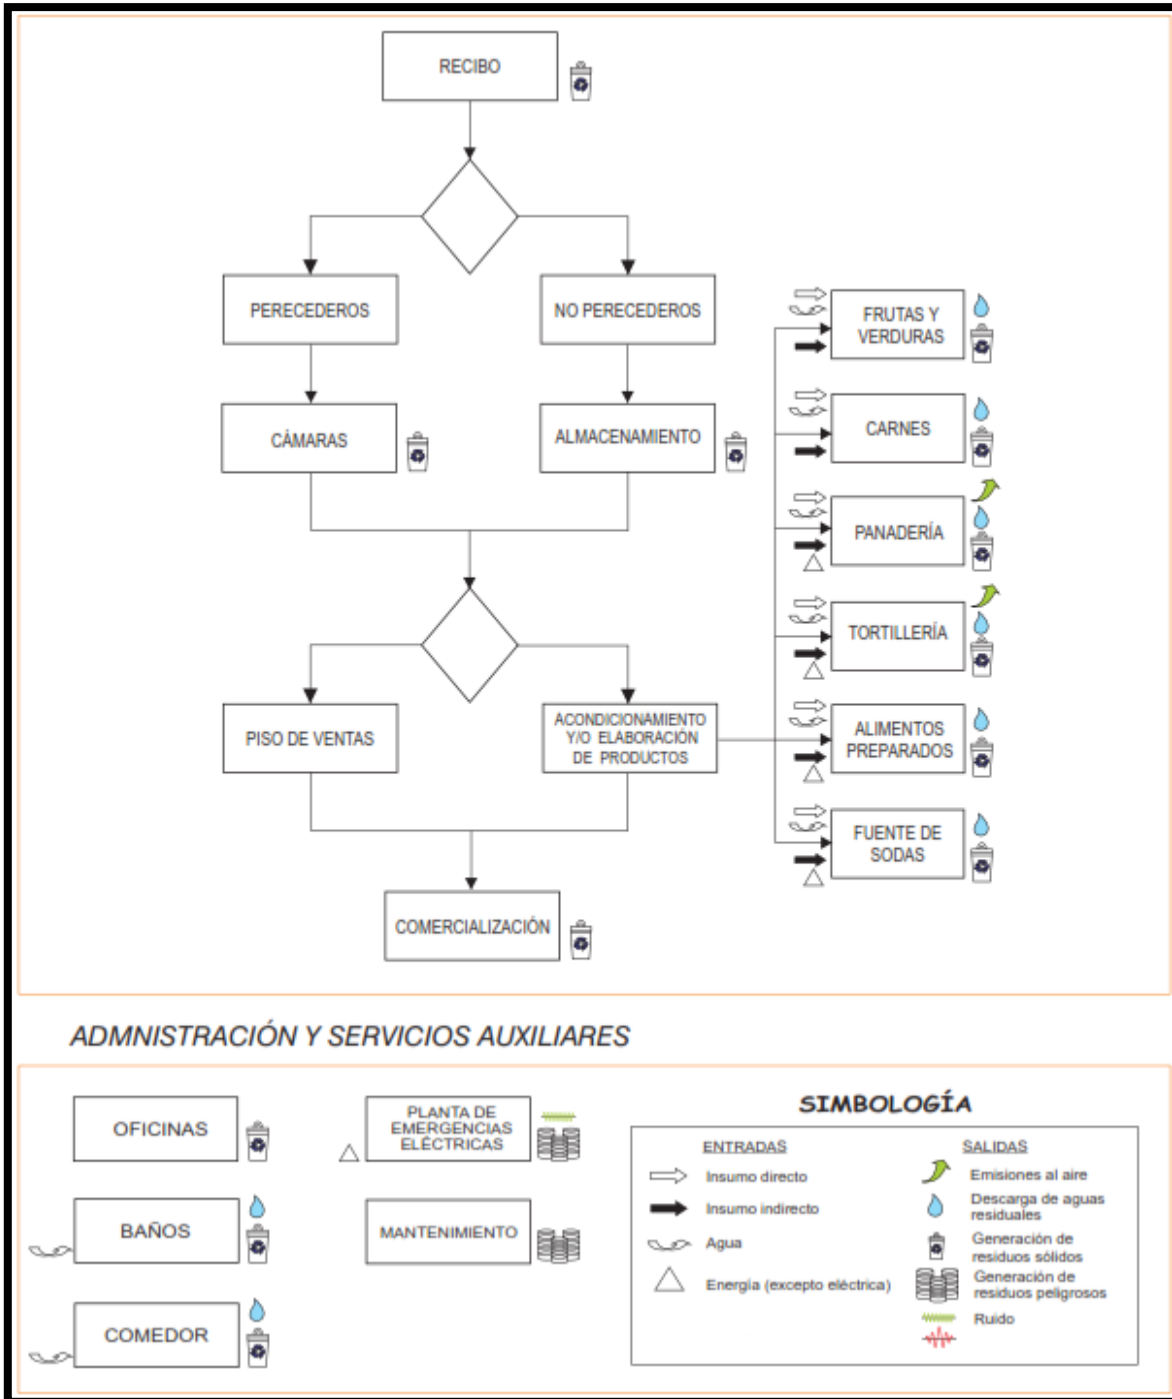 RECIBO
PERECEDEROS
NO PERECEDEROS
FRUTAS Y
VERDURAS
CÁMARAS
ALMACENAMIENTO
CARNES
PANADERÍA
TORTILLERÍA
PISO DE VENTAS
ACONDICIONAMIENTO
Y/O ELABORACIÓN
DE PRODUCTOS
ALIMENTOS
PREPARADOS
FUENTE DE
SODAS
COMERCIALIZACIÓN
ADMNISTRACIÓN Y SERVICIOS AUXILIARES
OFICINAS
BAÑOS
COMEDOR
PLANTA DE
EMERGENCIAS
ELÉCTRICAS
MANTENIMIENTO
SIMBOLOGÍA
ENTRADAS
Insumo directo
Insumo indirecto
Agua
Energía (excepto eléctrica)
SALIDAS
Emisiones al aire
Descarga de aguas
residuales
Generación de
residuos sólidos
Generación de
residuos peligrosos
Ruido